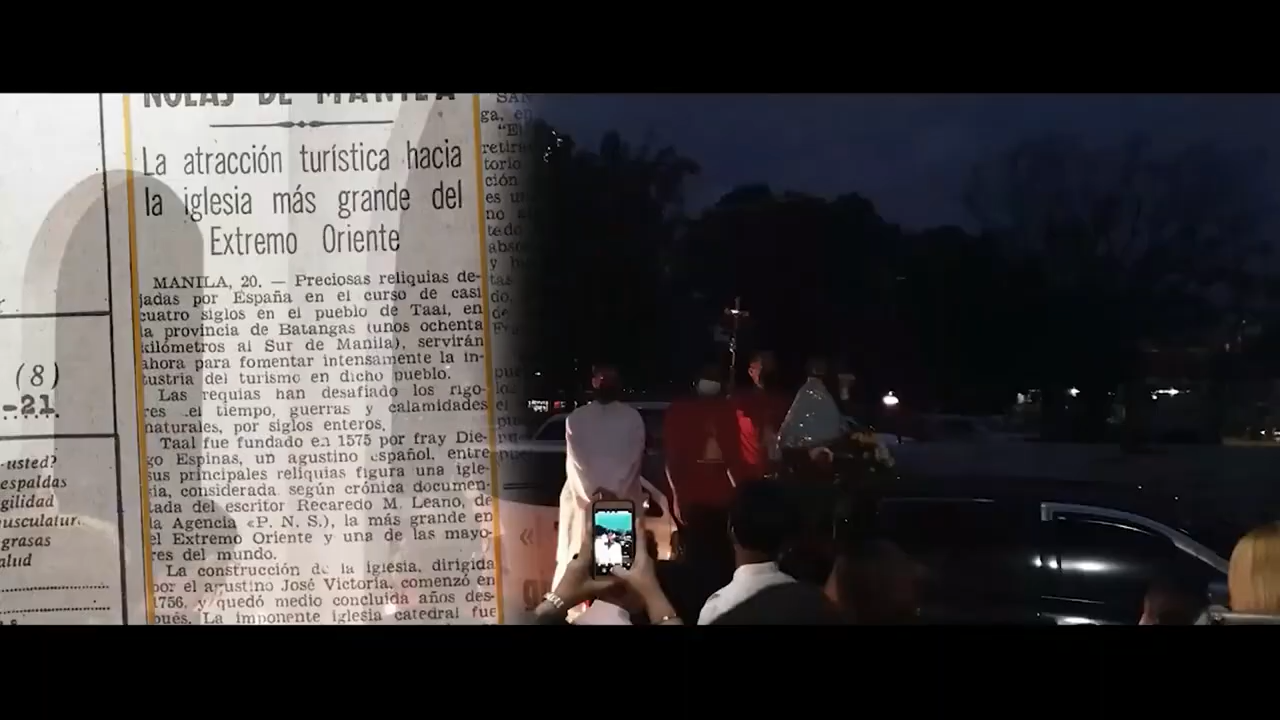 La atracción turística hacia
la iglesia más grande del
Extremo Oriente
MANILA, 20. — Preciosas reliquias de-
jadas por España en el curso de casi
cuatro siglos en el pueblo de Taal, en
la provincia de Batangas (unos ochenta
kilómetros al Sur de Manila), servirán
ahora para fomentar intensamente la in-
dustria del turismo en dicho pueblo.
Las requias han desafiado los rigo-
res el tiempo, guerras y calamidades
naturales, por siglos enteros,
Taal fue fundado en 1575 por fray Die-
go Espinas, un agustino español, entre
sus principales reliquias figura una igle-
sia, considerada según crónica documen-
tada del escritor Recaredo M. Leano, de
la Agencia «P. N. S.), la más grande en
el Extremo Oriente y una de las mayo-
res del mundo.
La construcción de la iglesia, dirigida
por el agustino José Victoria, comenzó en
1756, y quedó medio concluida años des-
pués. La imponente iglesia catedral fue
(8)
-21
usted?
espaldas
gilidad
grasas